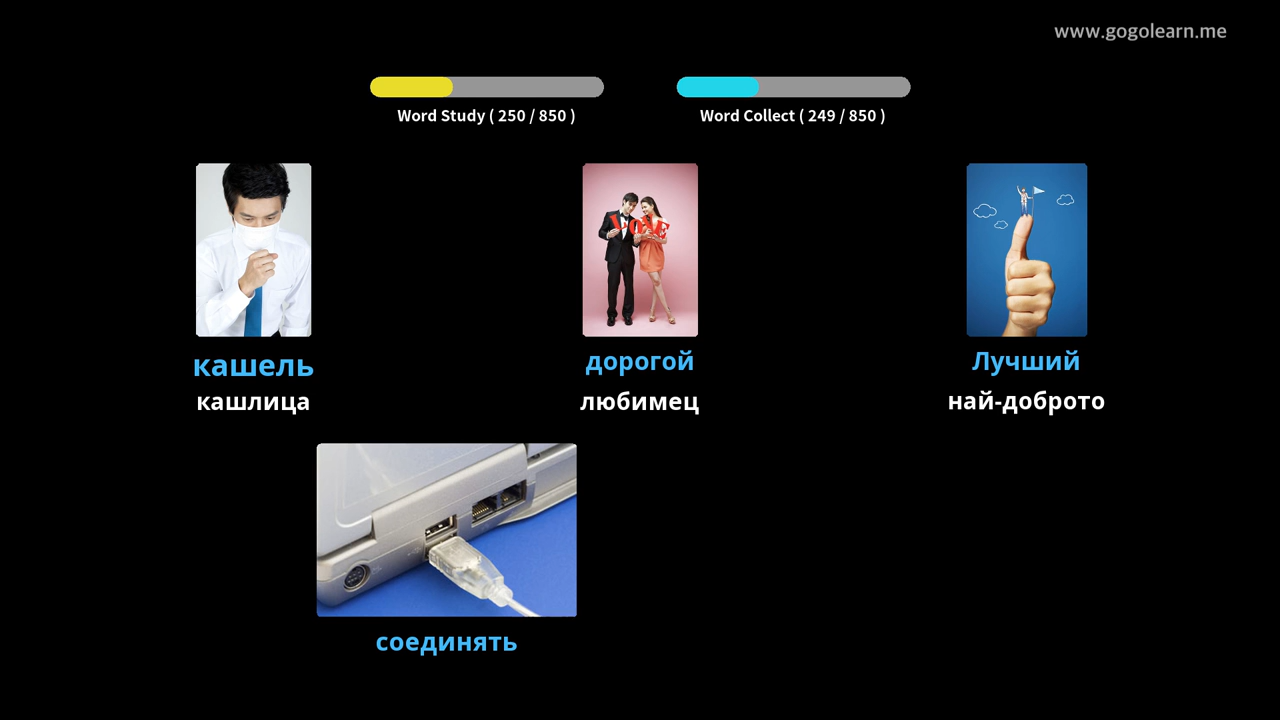 www.gogolearn.me
Word Study ( 250 / 850 )
Word Collect ( 249 / 850 )
LOVE
кашель
дорогой
Лучший
кашлица
любимец
най-доброто
соединять